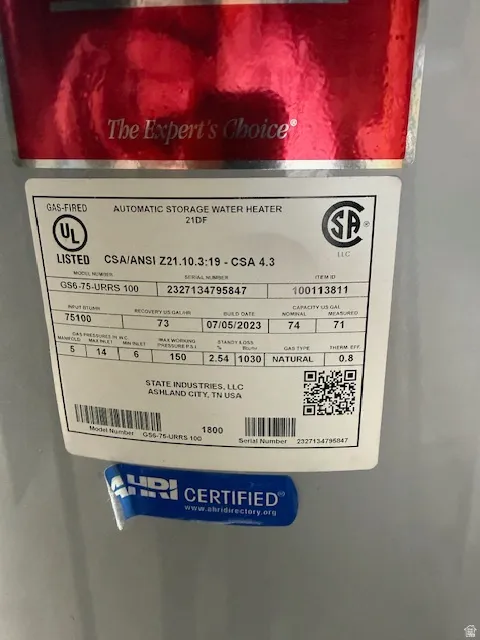 The Expert's Choice®
GAS-FIRED
AUTOMATIC STORAGE WATER HEATER
21DF
UL
LISTED
CSA/ANSI Z21.10.3:19 - CSA 4.3
SA ®
LLC
MODEL NUMBER SERIAL NUMBER ITEM ID
GS6-75-URRS 100 2327134795847 100113811
INPUT BTU/HR RECOVERY US GAL/HR BUILD DATE CAPACITY US GAL
NOMINAL MEASURED
75100 73 07/05/2023 74 71
GAS PRESSURES IN. W.C. MAX WORKING STANDBY LOSS
MANIFOLD MAX INLET MIN INLET PRESSURE P.S.I. % Btu/hr GAS TYPE THERM. EFF.
5 14 6 150 2.54 1030 NATURAL 0.8
STATE INDUSTRIES, LLC
ASHLAND CITY, TN USA
1800
Model Number GS6-75-URRS 100
Serial Number 2327134795847
AHRI CERTIFIED®
www.ahridirectory.org